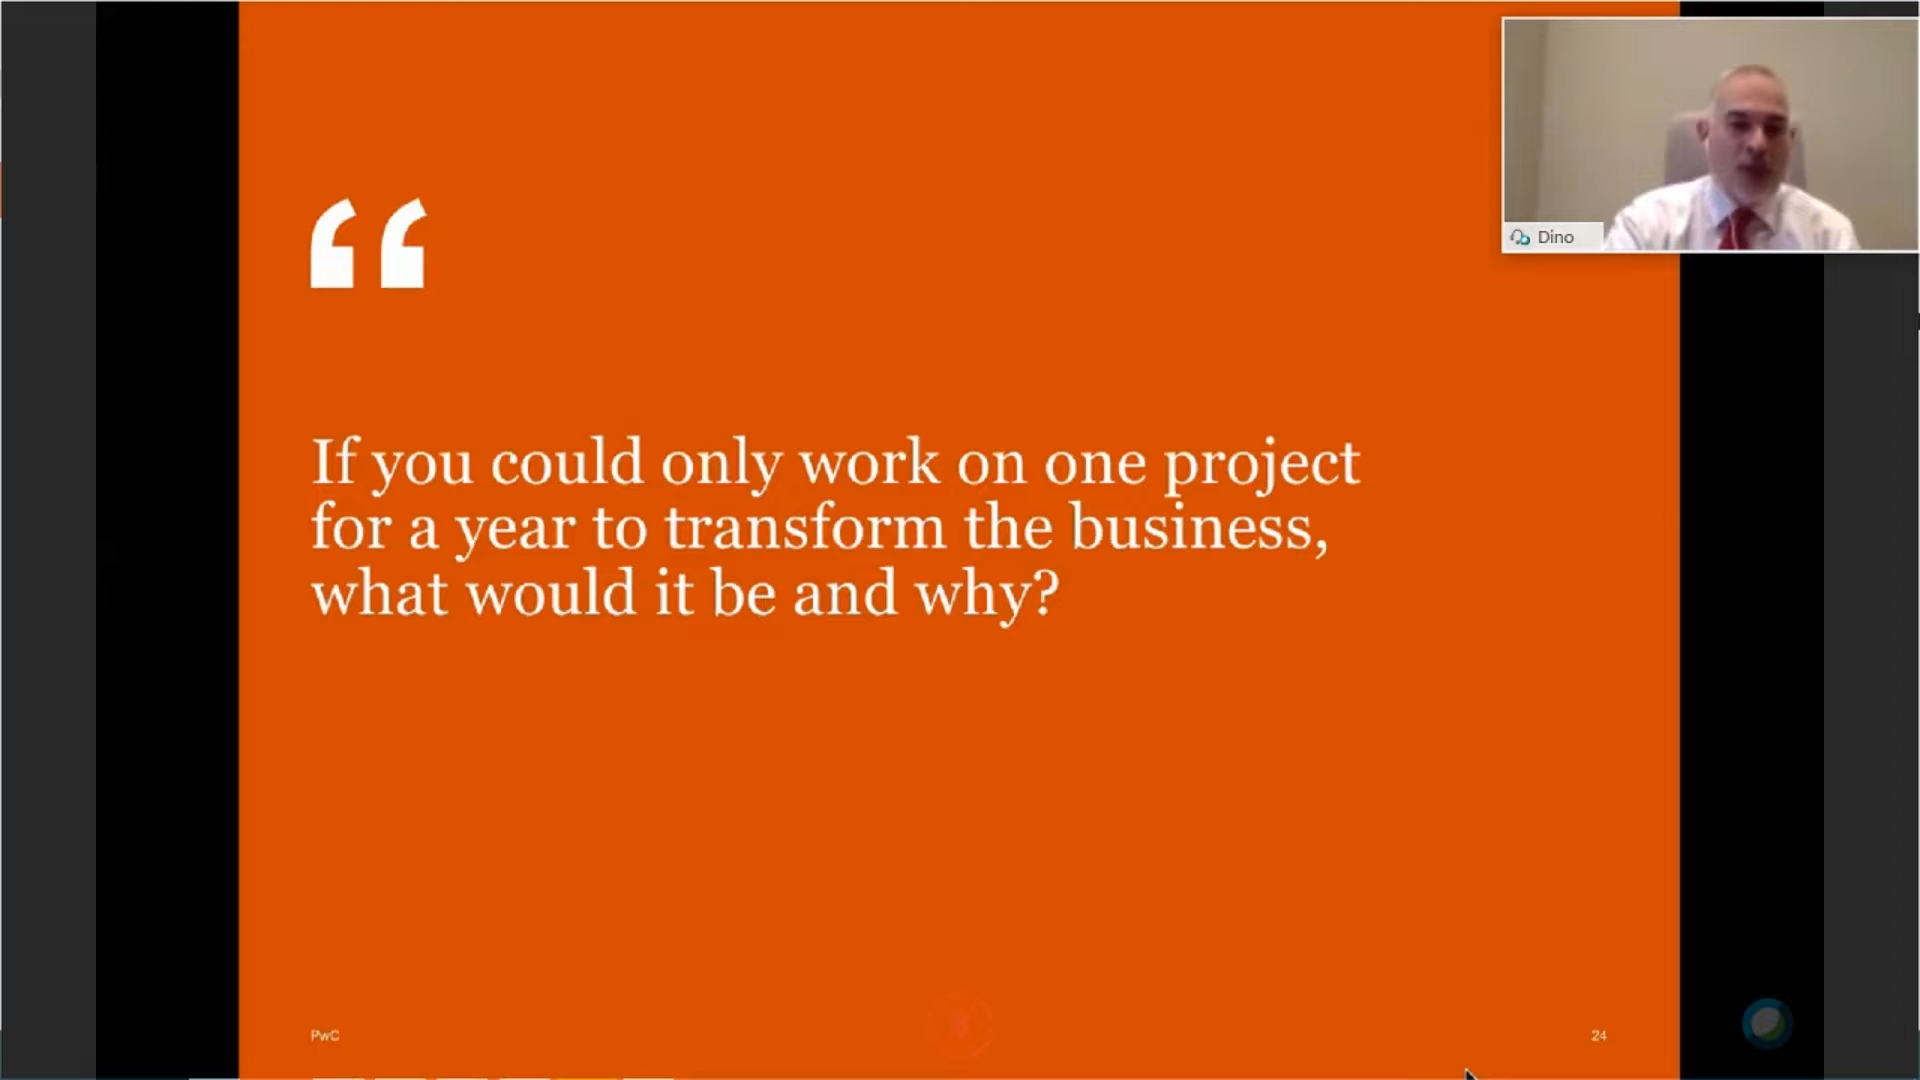 Dino
“
If you could only work on one project
for a year to transform the business,
what would it be and why?
PwC
24